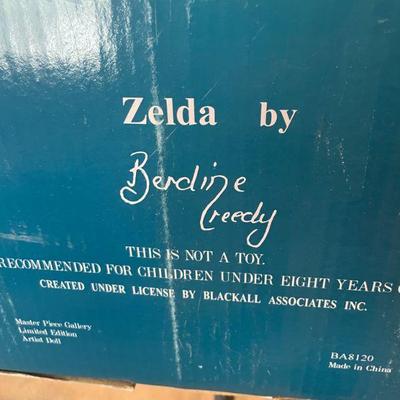 Zelda by
Berdine
Creedy
THIS IS NOT A TOY.
RECOMMENDED FOR CHILDREN UNDER EIGHT YEARS O
CREATED UNDER LICENSE BY BLACKALL ASSOCIATES INC.
Master Piece Gallery
Limited Edition
Artist Doll
BA8120
Made in China